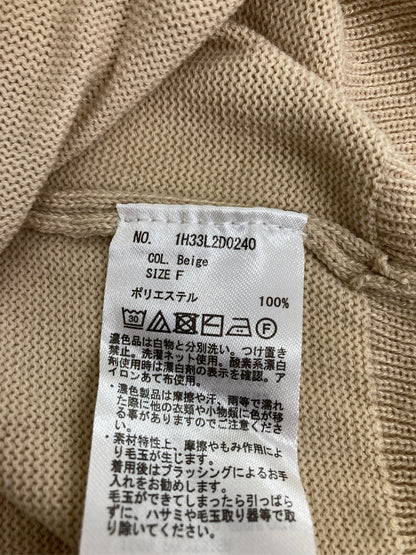 NO. 1H33L2D0240
COL. Beige
SIZE F
ポリエステル 100%
30 F
濃色品は白物と分別洗い。つけ置き
禁止。洗濯ネット使用。酸素系漂白
剤使用時は漂白剤の表示を確認。ア
イロンあて布使用。
・濃色製品は摩擦や汗、雨等で濡れ
た際に他の衣類や小物類に色が移
る事がありますのでご注意くださ
い。
・素材特性上、摩擦やもみ作用によ
り毛玉が生じます。
着用後はブラッシングによるお手
入れをお勧めします。
毛玉ができてしまったら引っぱら
ずに、ハサミや毛玉取り器等で取